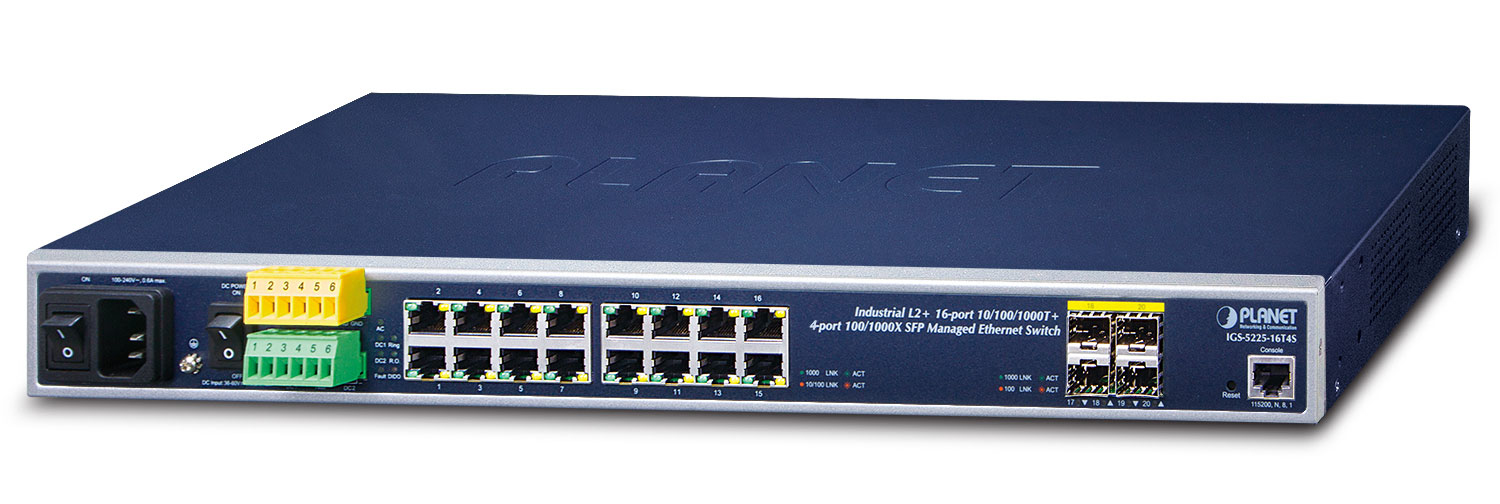 PLANET
ON
100-240V~, 0.6A max.
O
DC POWER
ON
O
OFF
DC Input 36-60V
1 2 3 4 5 6
GND
1 2 3 4 5 6
DC2
AC
DC1 Ring
DC2 R.O.
Fault DIDO
2 4 6 8
1 3 5 7
10 12 14 16
9 11 13 15
Industrial L2+ 16-port 10/100/1000T+
4-port 100/1000X SFP Managed Ethernet Switch
1000 LNK ACT
10/100 LNK ACT
1000 LNK ACT
100 LNK ACT
18 20
17 ▼ 18 ▲ 19 ▼ 20 ▲
PLANET
Networking & Communication
IGS-5225-16T4S
Console
Reset
115200, N, 8, 1